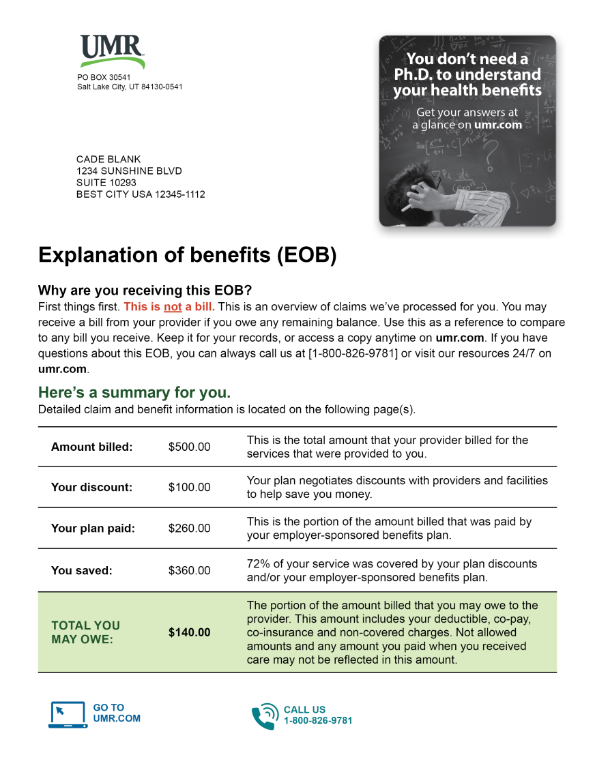 UMR
PO BOX 30541
Salt Lake City, UT 84130-0541
You don't need a
Ph.D. to understand
your health benefits
Get your answers at
a glance on umr.com
CADE BLANK
1234 SUNSHINE BLVD
SUITE 10293
BEST CITY USA 12345-1112
Explanation of benefits (EOB)
Why are you receiving this EOB?
First things first. This is not a bill. This is an overview of claims we've processed for you. You may
receive a bill from your provider if you owe any remaining balance. Use this as a reference to compare
to any bill you receive. Keep it for your records, or access a copy anytime on umr.com. If you have
questions about this EOB, you can always call us at [1-800-826-9781] or visit our resources 24/7 on
umr.com.
Here's a summary for you.
Detailed claim and benefit information is located on the following page(s).
Amount billed: $500.00 This is the total amount that your provider billed for the
services that were provided to you.
Your discount: $100.00 Your plan negotiates discounts with providers and facilities
to help save you money.
Your plan paid: $260.00 This is the portion of the amount billed that was paid by
your employer-sponsored benefits plan.
You saved: $360.00 72% of your service was covered by your plan discounts
and/or your employer-sponsored benefits plan.
TOTAL YOU
MAY OWE: $140.00 The portion of the amount billed that you may owe to the
provider. This amount includes your deductible, co-pay,
co-insurance and non-covered charges. Not allowed
amounts and any amount you paid when you received
care may not be reflected in this amount.
GO TO
UMR.COM
CALL US
1-800-826-9781